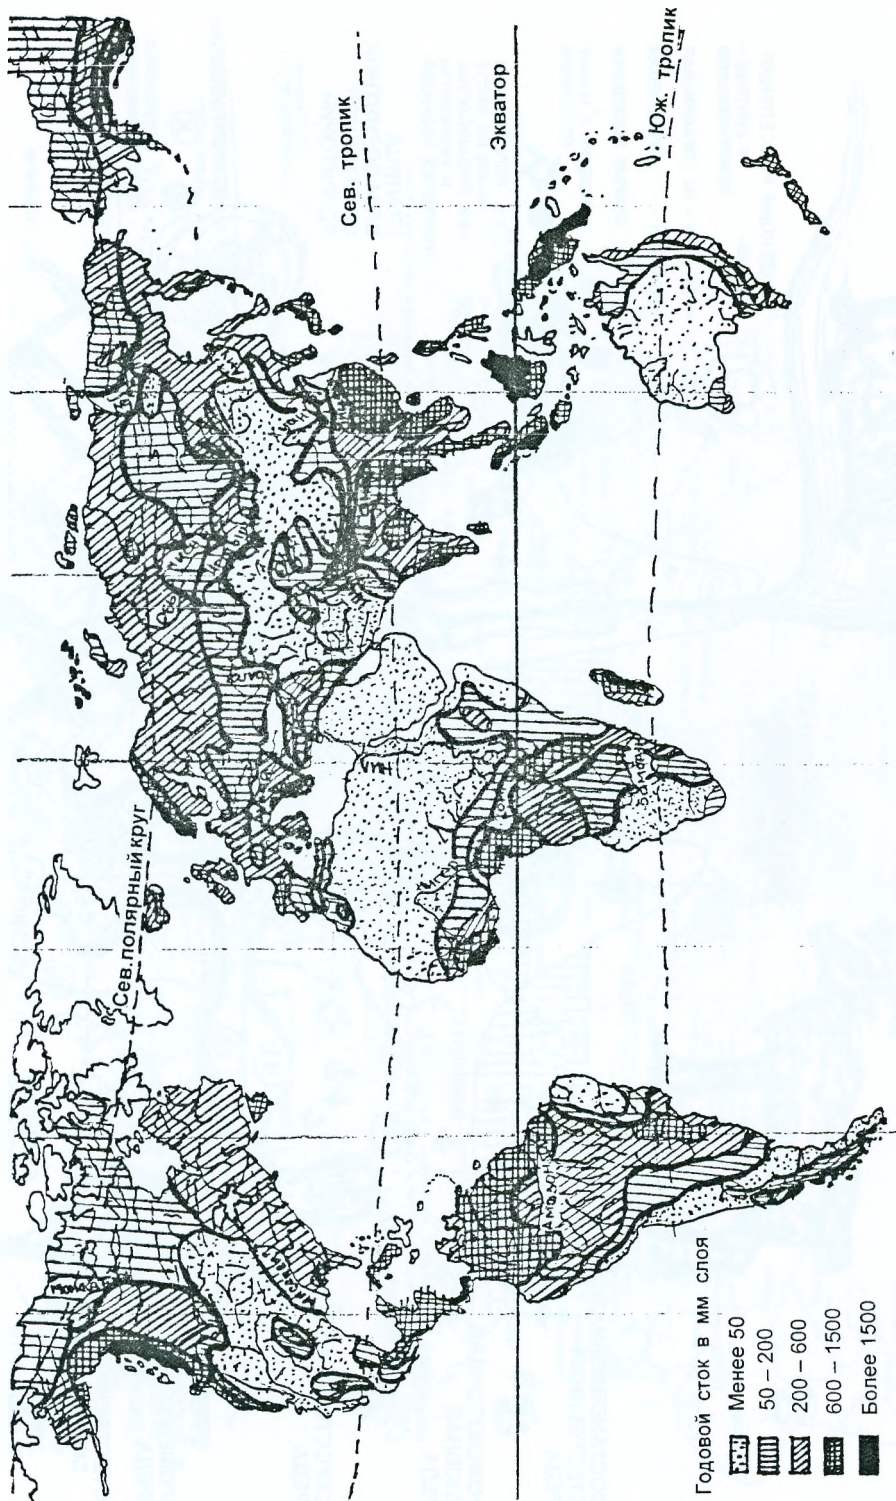 Сев. полярный круг
Сев. тропик
Экватор
Юж. тропик
Нил
Годовой сток в мм слоя
Менее 50
50 – 200
200 – 600
600 – 1500
Более 1500